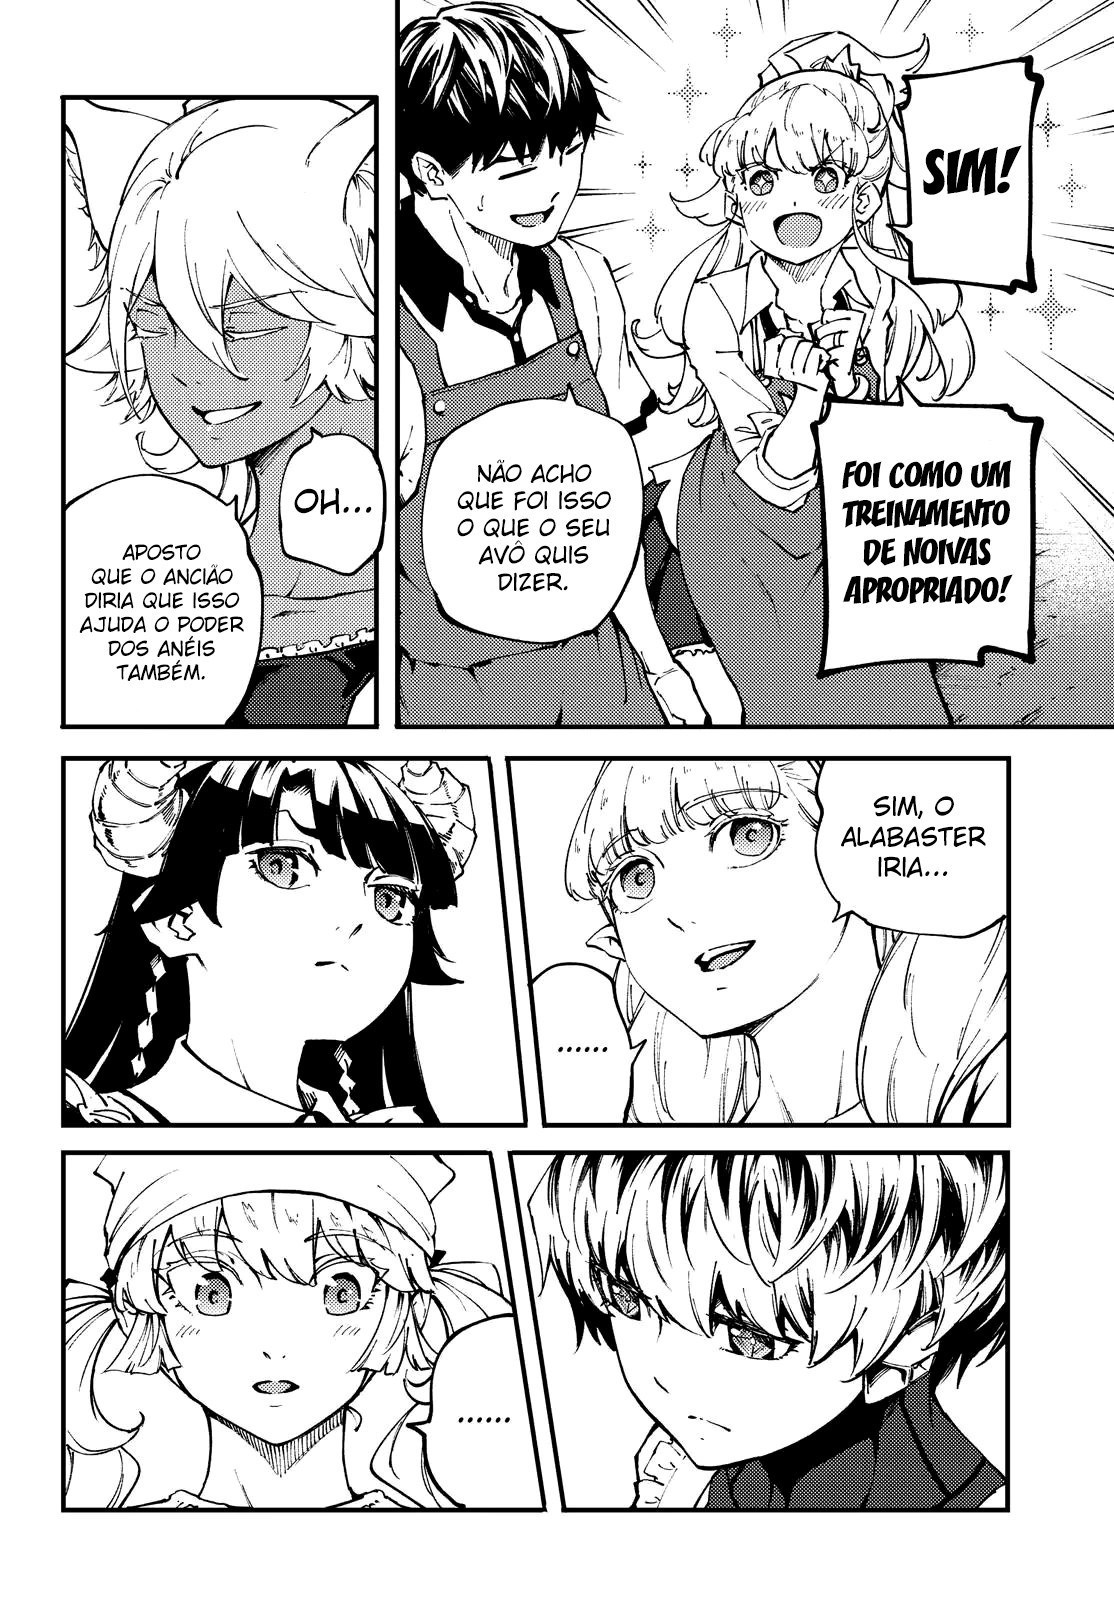 SIM!
FOI COMO UM
TREINAMENTO
DE NOIVAS
APROPRIADO!
NÃO ACHO
QUE FOI ISSO
O QUE O SEU
AVÔ QUIS
DIZER.
OH...
APOSTO
QUE O ANCIÃO
DIRIA QUE ISSO
AJUDA O PODER
DOS ANÉIS
TAMBÉM.
SIM, O
ALABASTER
IRIA...
......
......